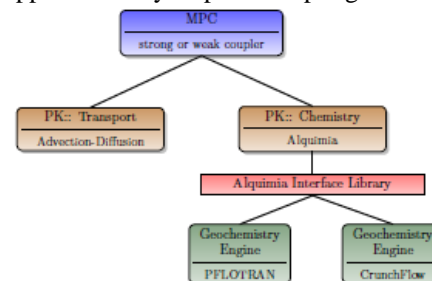 MPC
strong or weak coupler
PK:: Transport
Advection-Diffusion
PK:: Chemistry
Alquimia
Alquimia Interface Library
Geochemistry
Engine
PFLOTRAN
Geochemistry
Engine
CrunchFlow